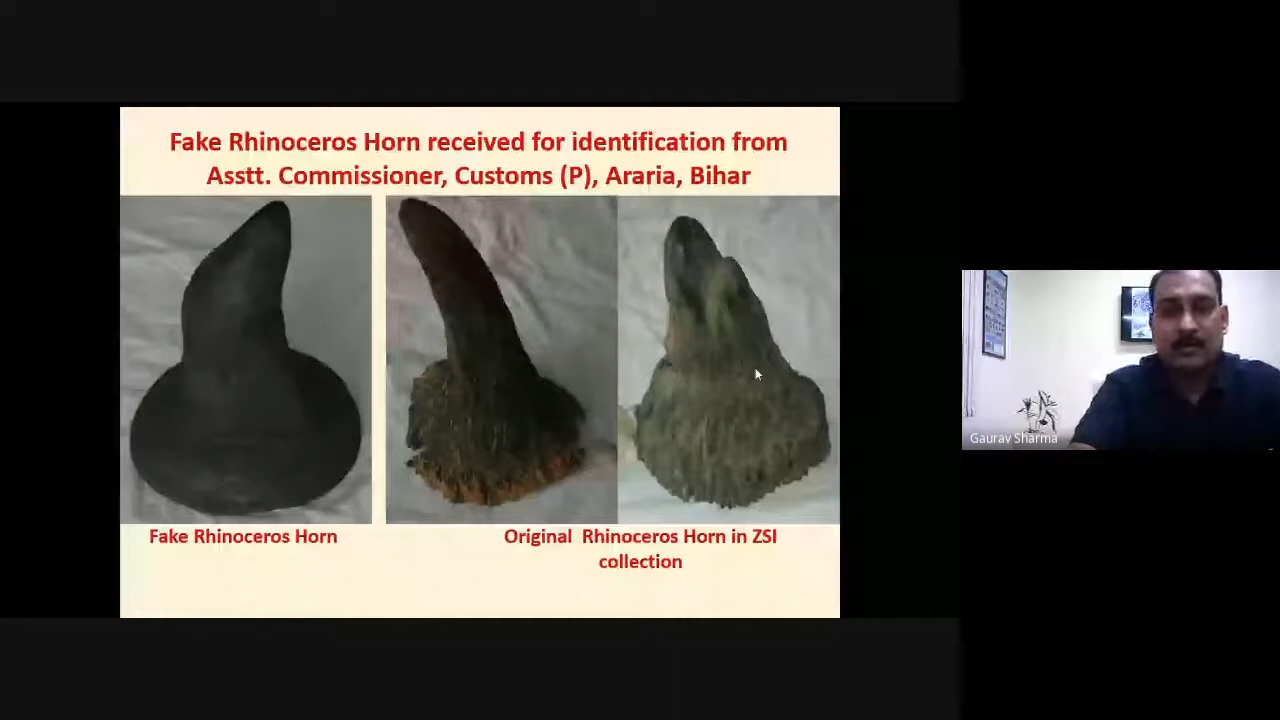 Fake Rhinoceros Horn received for identification from
Asstt. Commissioner, Customs (P), Araria, Bihar
Fake Rhinoceros Horn
Original Rhinoceros Horn in ZSI
collection
Gaurav Sharma